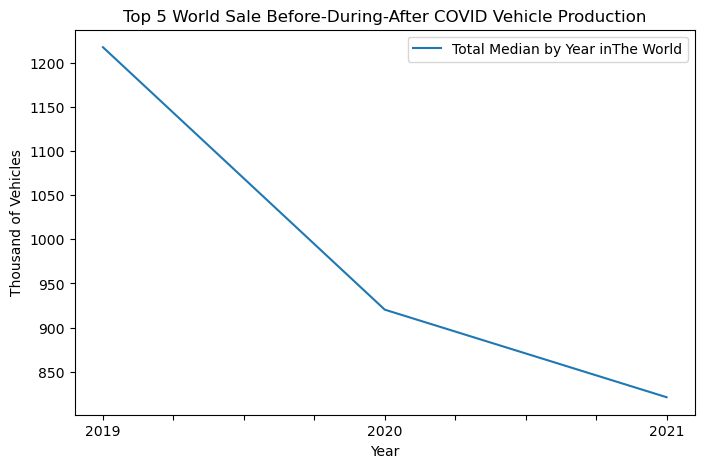 Top 5 World Sale Before-During-After COVID Vehicle Production
Total Median by Year inThe World
Thousand of Vehicles
1200
1150
1100
1050
1000
950
900
850
2019 2020 2021
Year